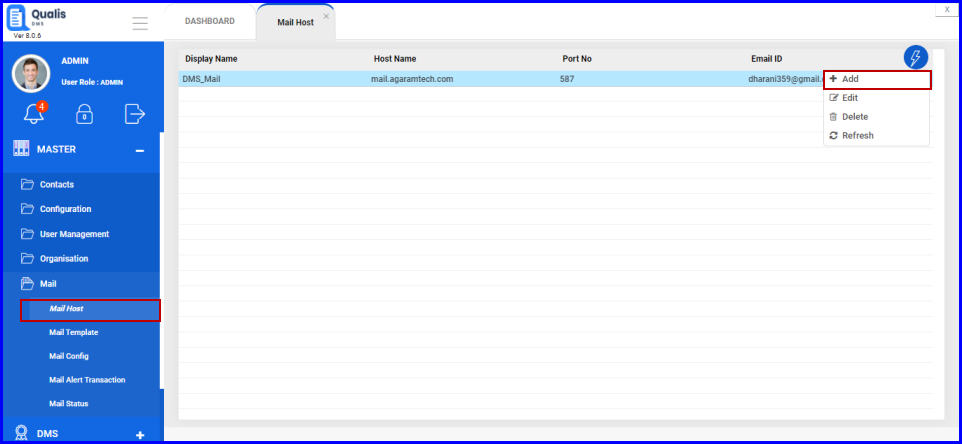 Qualis
DMS
Ver 8.0.6
DASHBOARD
Mail Host
X
ADMIN
User Role : ADMIN
4
MASTER
Contacts
Configuration
User Management
Organisation
Mail
Mail Host
Mail Template
Mail Config
Mail Alert Transaction
Mail Status
DMS
Display Name Host Name Port No Email ID
DMS_Mail mail.agaramtech.com 587 dharani359@gmail.
Add
Edit
Delete
Refresh